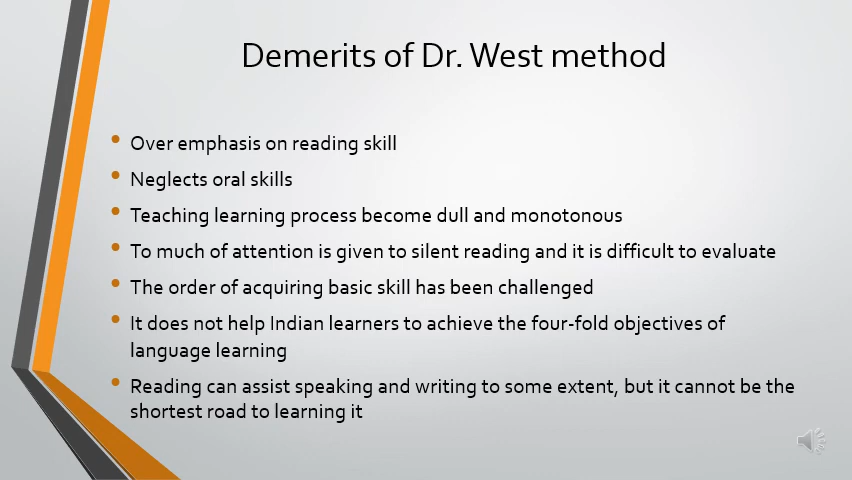 Demerits of Dr. West method
• Over emphasis on reading skill
• Neglects oral skills
• Teaching learning process become dull and monotonous
• To much of attention is given to silent reading and it is difficult to evaluate
• The order of acquiring basic skill has been challenged
• It does not help Indian learners to achieve the four-fold objectives of
language learning
• Reading can assist speaking and writing to some extent, but it cannot be the
shortest road to learning it